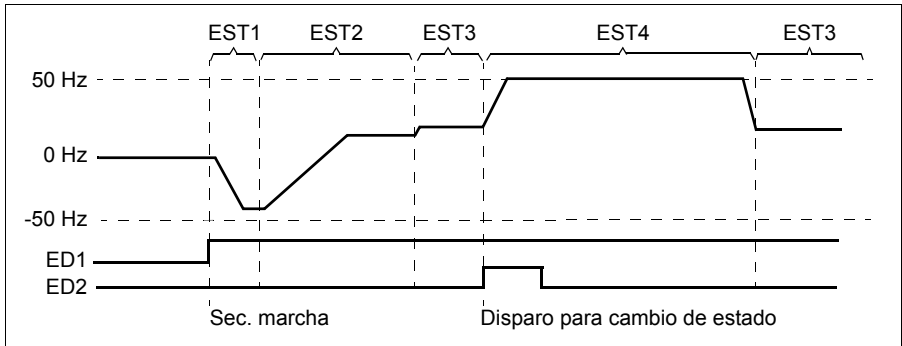 EST1 EST2 EST3 EST4 EST3
50 Hz
0 Hz
-50 Hz
ED1
ED2
Sec. marcha Disparo para cambio de estado